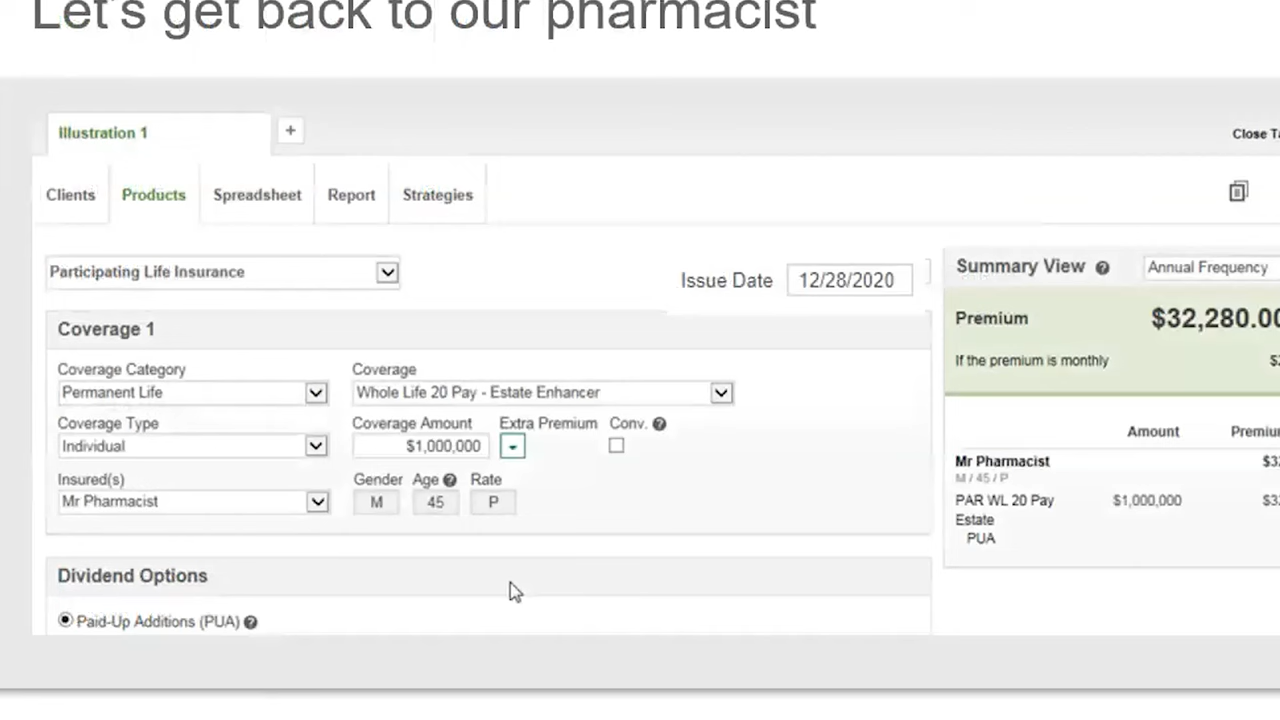 Let's get back to our pharmacist
Illustration 1
+
Close
Clients Products Spreadsheet Report Strategies
Participating Life Insurance
Issue Date 12/28/2020
Summary View ? Annual Frequency
Coverage 1
Premium $32,280.00
If the premium is monthly
Coverage Category Coverage
Permanent Life Whole Life 20 Pay - Estate Enhancer
Coverage Type Coverage Amount Extra Premium Conv. ?
Individual $1,000,000
Amount
Mr Pharmacist
M / 45 / P
Insured(s) Gender Age ? Rate
Mr Pharmacist M 45 P
PAR WL 20 Pay $1,000,000
Estate
PUA
Dividend Options
Paid-Up Additions (PUA) ?